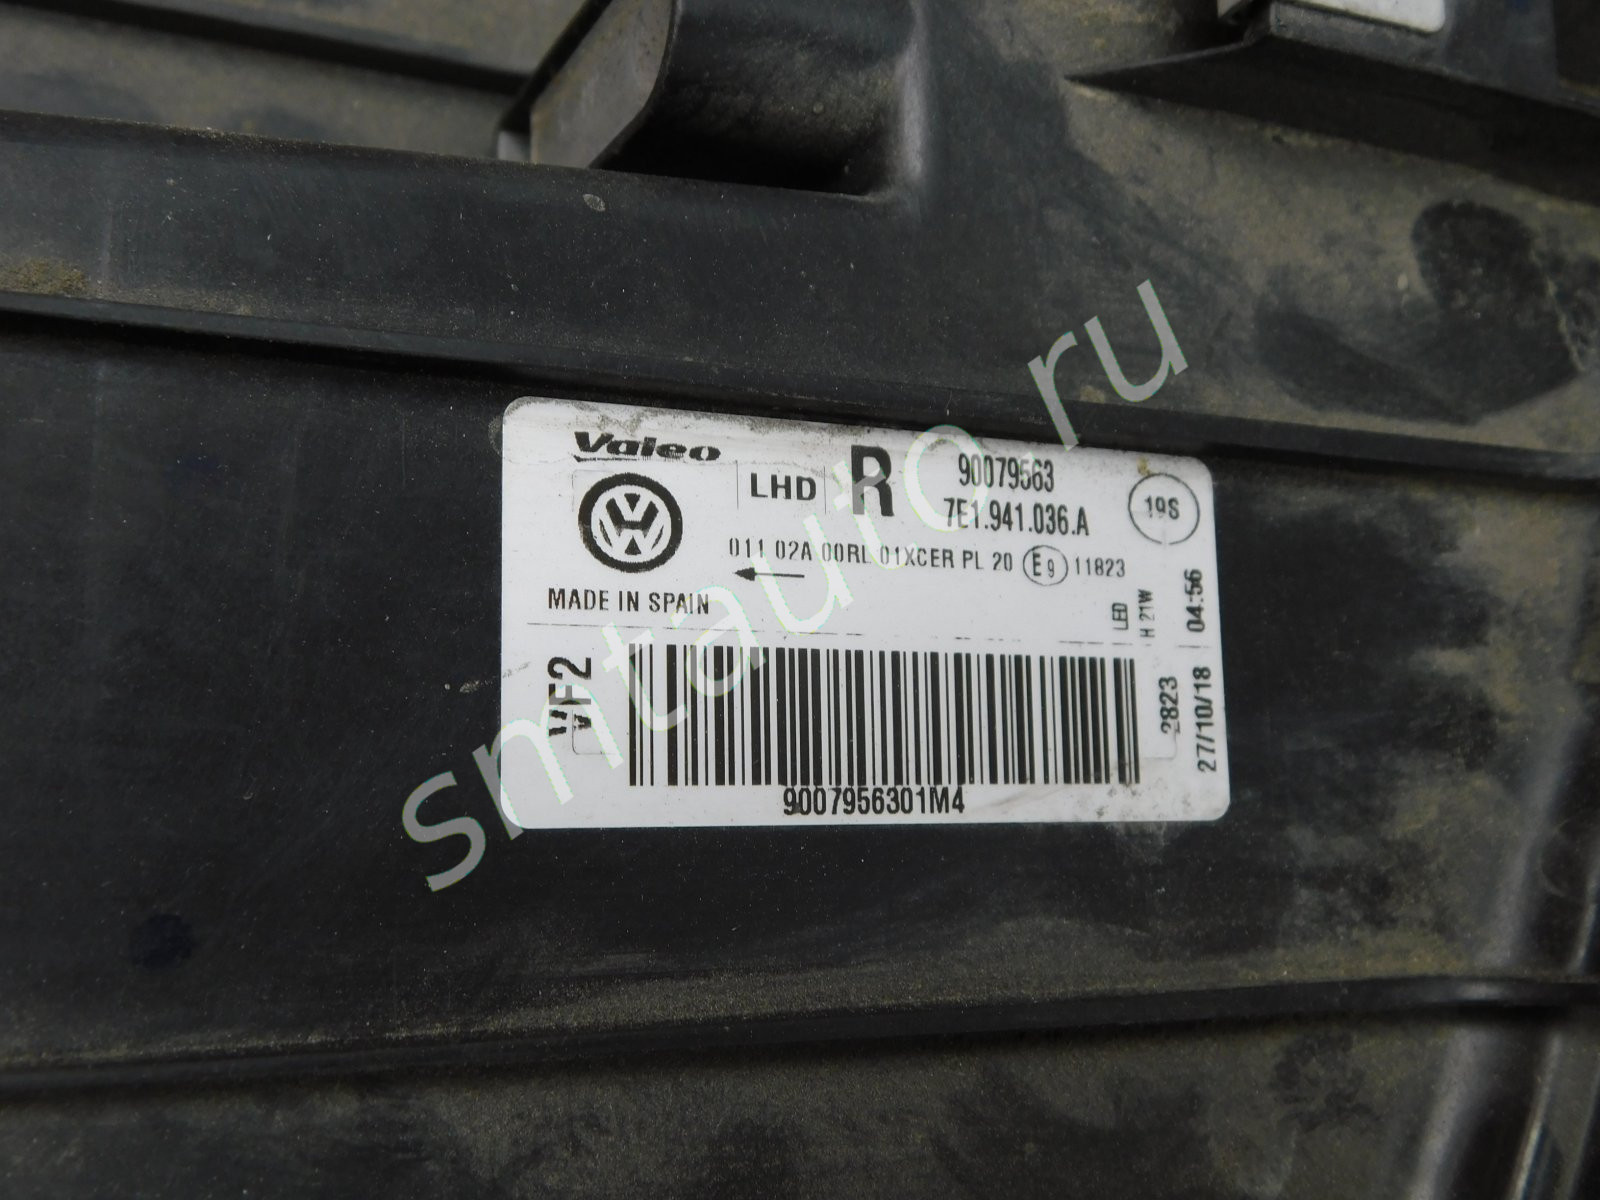 Valeo
LHD
R
90079563
7E1.941.036.A
19S
011 02A 00RL 01XCER PL 20 E9 11823
MADE IN SPAIN
LED
H 21W
04:56
27/10/18
2823
VF2
9007956301M4
smtauto.ru